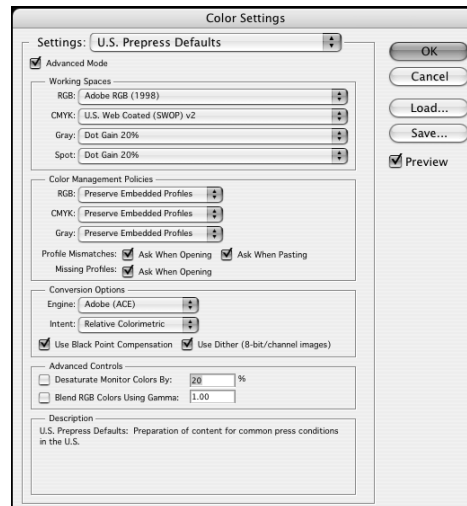 Color Settings
Settings: U.S. Prepress Defaults
OK
Advanced Mode
Cancel
Working Spaces
RGB: Adobe RGB (1998)
Load...
CMYK: U.S. Web Coated (SWOP) v2
Save...
Gray: Dot Gain 20%
Spot: Dot Gain 20%
Preview
Color Management Policies
RGB: Preserve Embedded Profiles
CMYK: Preserve Embedded Profiles
Gray: Preserve Embedded Profiles
Profile Mismatches: Ask When Opening Ask When Pasting
Missing Profiles: Ask When Opening
Conversion Options
Engine: Adobe (ACE)
Intent: Relative Colorimetric
Use Black Point Compensation Use Dither (8-bit/channel images)
Advanced Controls
Desaturate Monitor Colors By: 20 %
Blend RGB Colors Using Gamma: 1.00
Description
U.S. Prepress Defaults: Preparation of content for common press conditions
in the U.S.